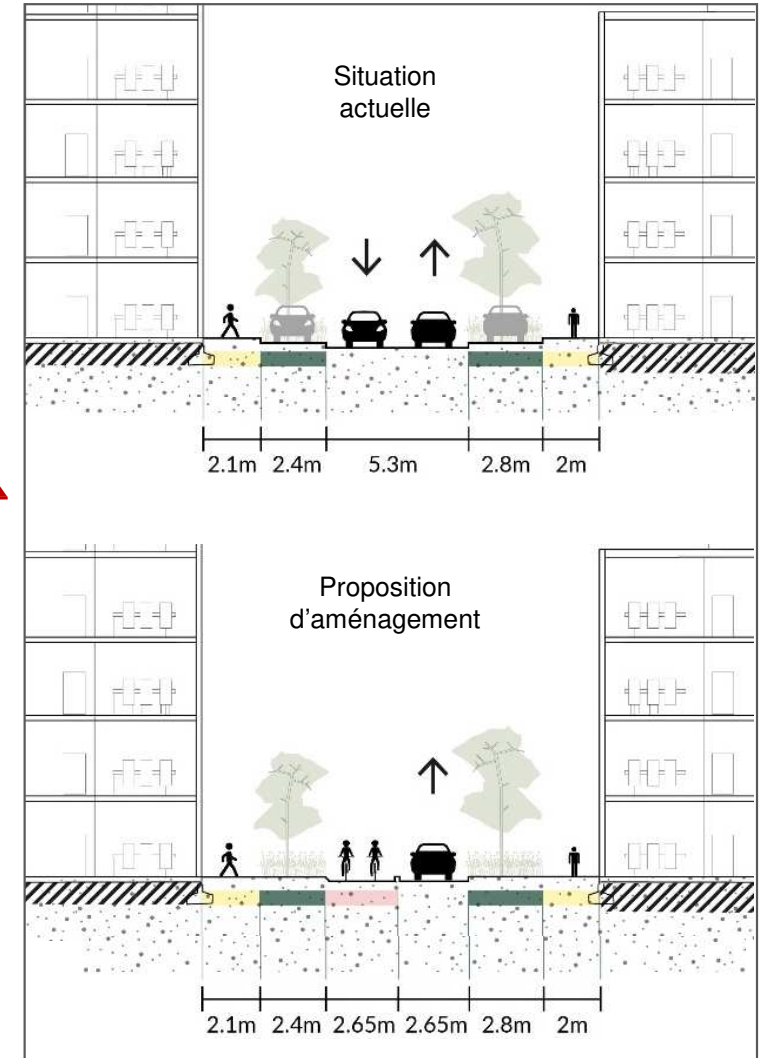 Situation
actuelle
2.1m 2.4m 5.3m 2.8m 2m
Proposition
d'aménagement
2.1m 2.4m 2.65m 2.65m 2.8m 2m